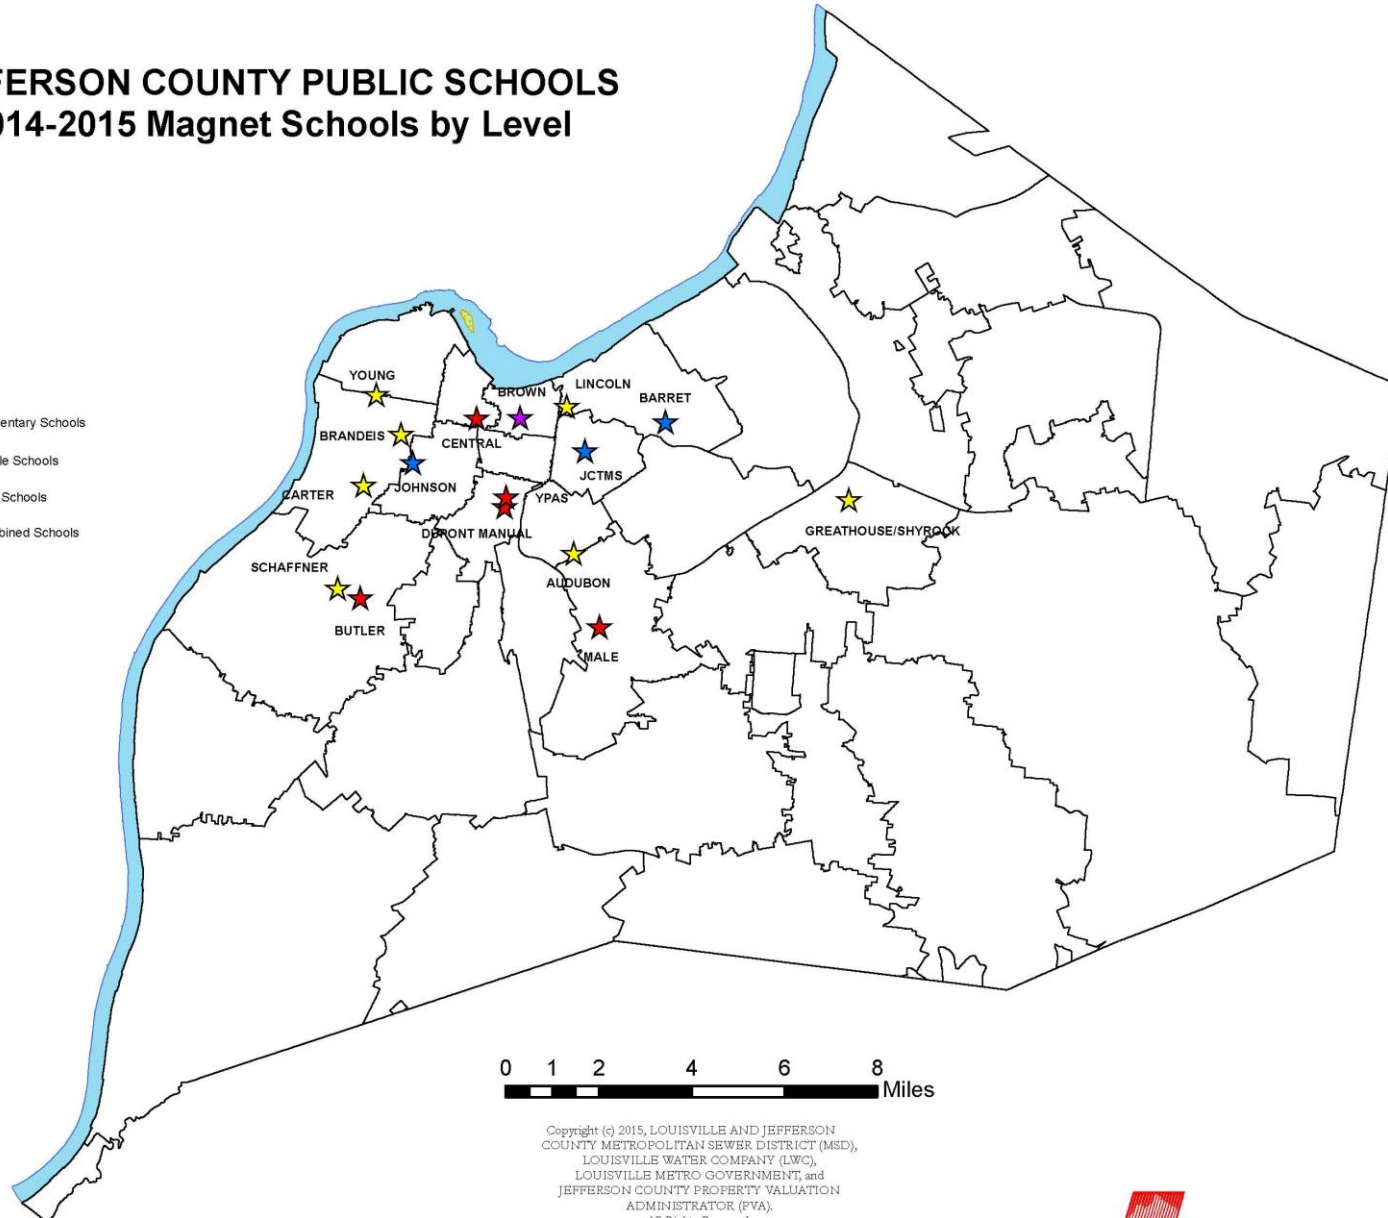 FERSON COUNTY PUBLIC SCHOOLS
014-2015 Magnet Schools by Level
entary Schools
le Schools
Schools
bined Schools
YOUNG
BROWN
LINCOLN
BARRET
BRANDEIS
CENTRAL
JCTMS
CARTER
JOHNSON
YPAS
DUPONT MANUAL
GREATHOUSE/SHYROCK
SCHAFFNER
AUDUBON
BUTLER
MALE
0 1 2 4 6 8
Miles
Copyright (c) 2015, LOUISVILLE AND JEFFERSON
COUNTY METROPOLITAN SEWER DISTRICT (MSD),
LOUISVILLE WATER COMPANY (LWC),
LOUISVILLE METRO GOVERNMENT, and
JEFFERSON COUNTY PROPERTY VALUATION
ADMINISTRATOR (PVA).